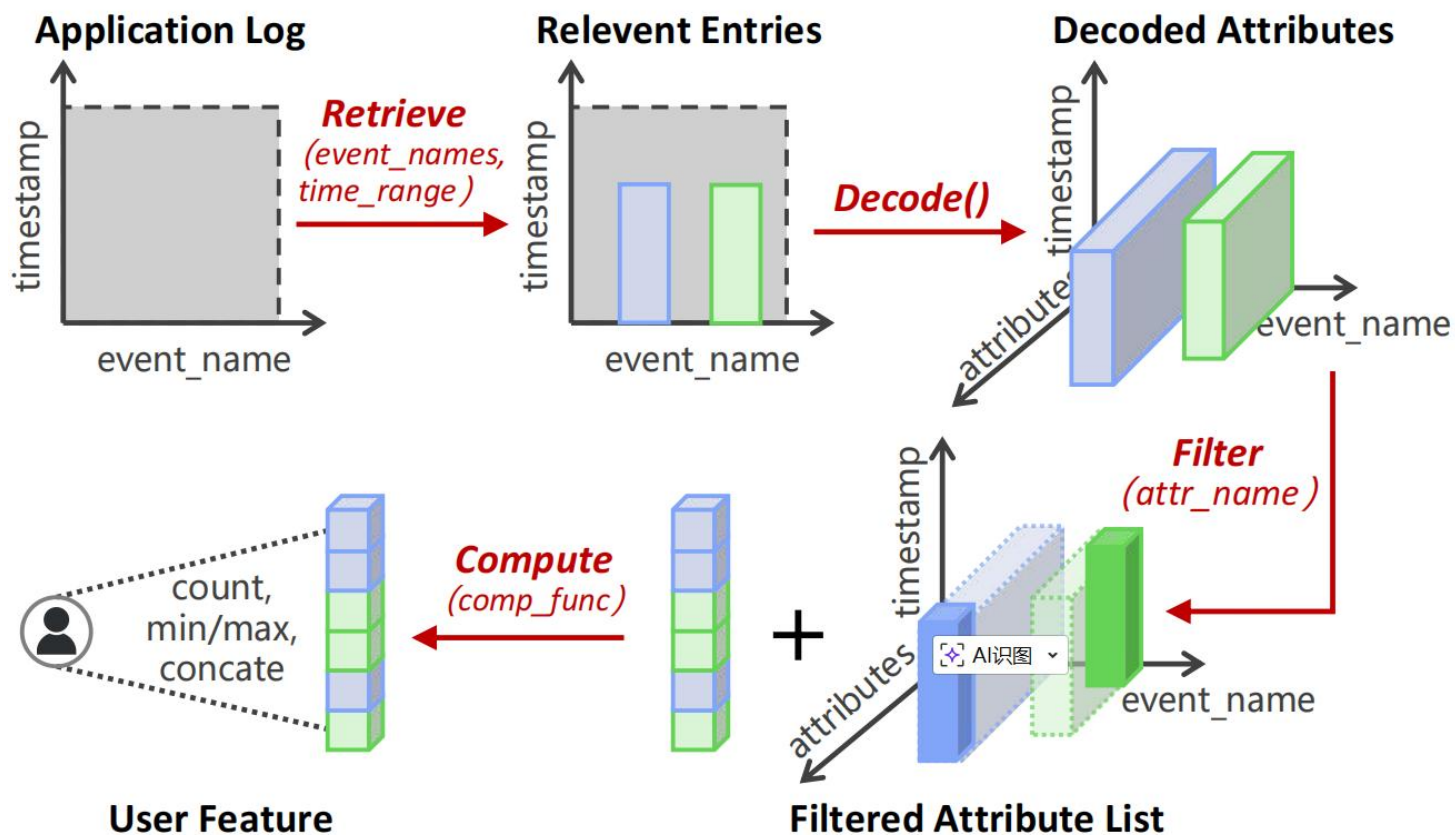 Application Log
timestamp
event_name
Retrieve
(event_names,
time_range)
Relevent Entries
timestamp
event_name
Decode()
Decoded Attributes
timestamp
attributes
event_name
Filter
(attr_name)
timestamp
attributes
event_name
AI识图
+
Filtered Attribute List
Compute
(comp_func)
count,
min/max,
concate
User Feature